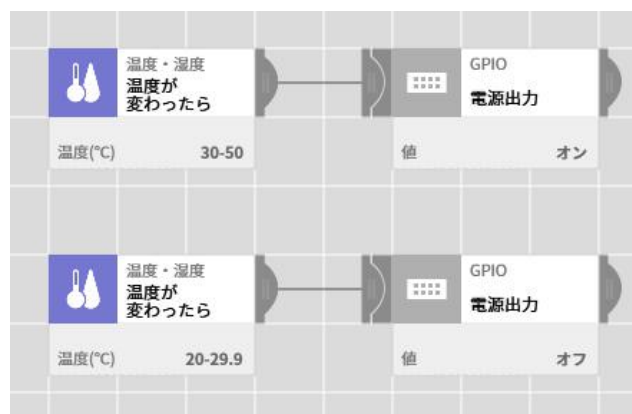 温度・湿度
温度が
変わったら
温度(℃) 30-50
GPIO
電源出力
値 オン
温度・湿度
温度が
変わったら
温度(℃) 20-29.9
GPIO
電源出力
値 オフ